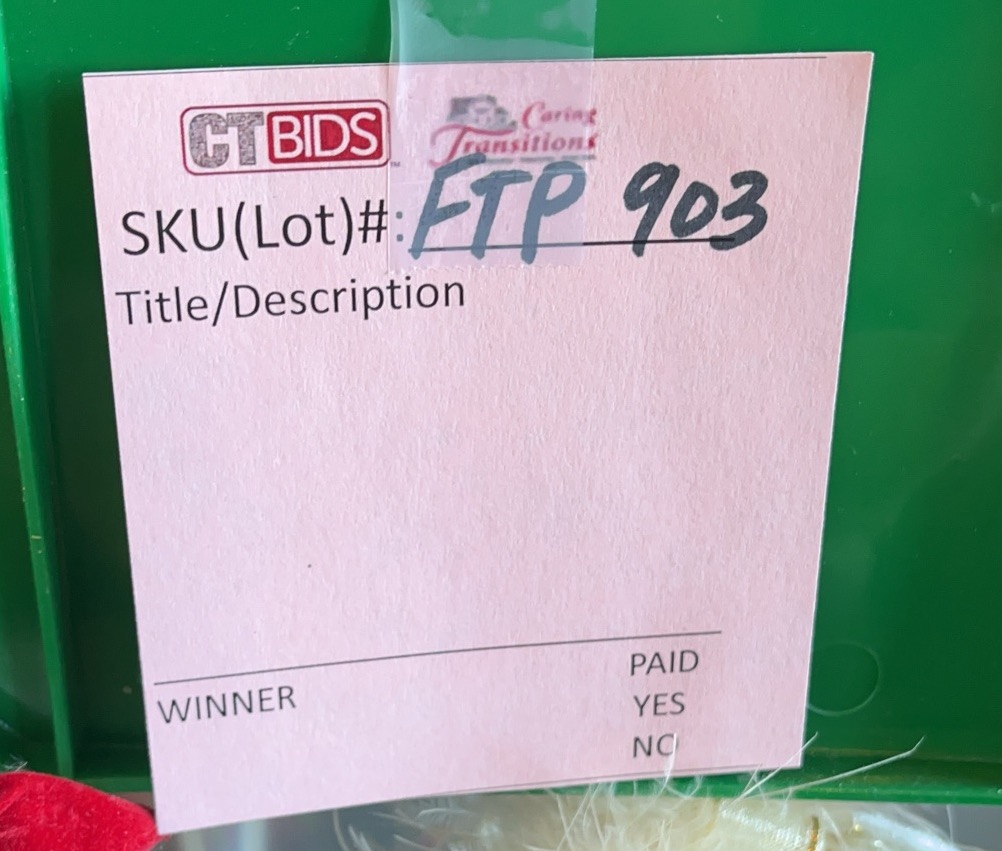 CTBIDS
Caring
Transitions
SKU(Lot)#: FTP 903
Title/Description
WINNER
PAID
YES
NO